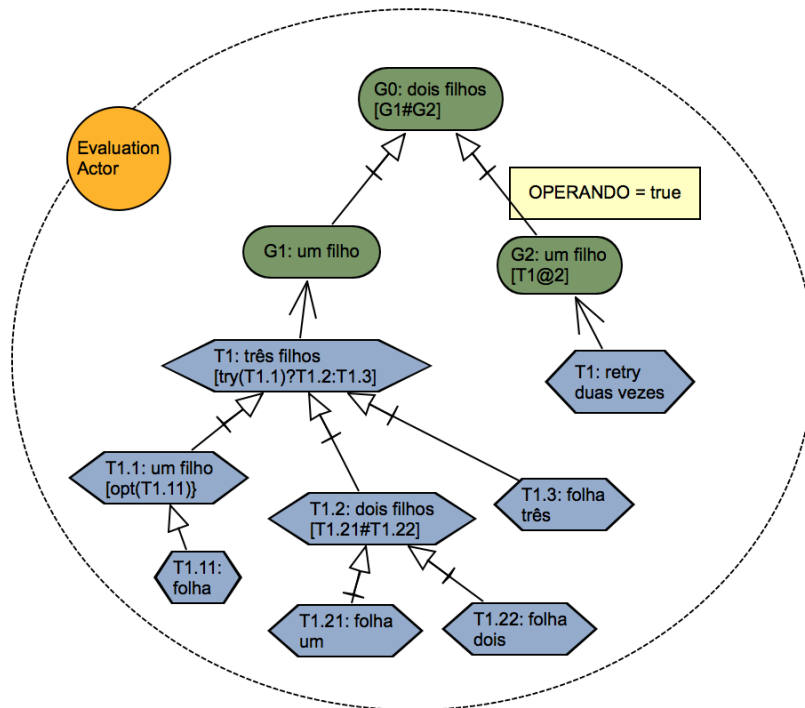 G0: dois filhos
[G1#G2]
Evaluation
Actor
OPERANDO = true
G1: um filho
G2: um filho
[T1@2]
T1: três filhos
[try(T1.1)?T1.2:T1.3]
T1: retry
duas vezes
T1.1: um filho
[opt(T1.11)}
T1.2: dois filhos
[T1.21#T1.22]
T1.3: folha
três
T1.11:
folha
T1.21: folha
um
T1.22: folha
dois